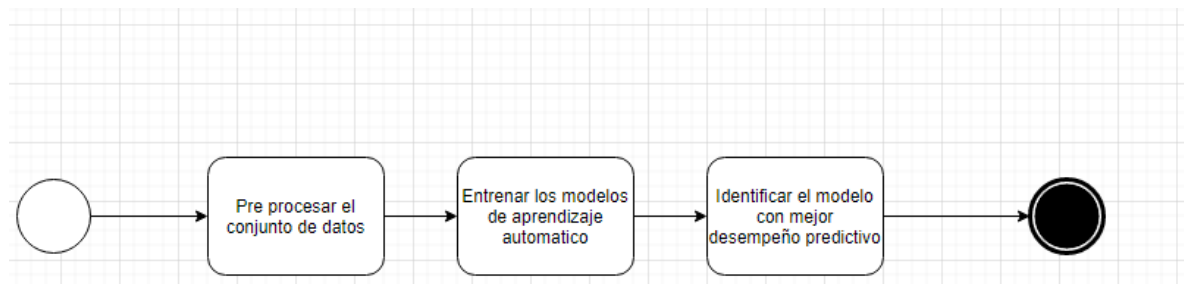 Pre procesar el
conjunto de datos
Entrenar los modelos
de aprendizaje
automatico
Identificar el modelo
con mejor
desempeño predictivo